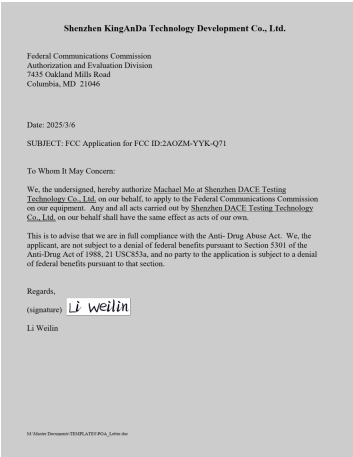 Shenzhen KingAnDa Technology Development Co., Ltd.
Federal Communications Commission
Authorization and Evaluation Division
7435 Oakland Mills Road
Columbia, MD  21046
Date: 2025/3/6
SUBJECT: FCC Application for FCC ID:2AOZM-YYK-Q71
To Whom It May Concern:
We, the undersigned, hereby authorize Machael Mo at Shenzhen DACE Testing
Technology Co., Ltd. on our behalf, to apply to the Federal Communications Commission
on our equipment.  Any and all acts carried out by Shenzhen DACE Testing Technology
Co., Ltd. on our behalf shall have the same effect as acts of our own.
This is to advise that we are in full compliance with the Anti- Drug Abuse Act.  We, the
applicant, are not subject to a denial of federal benefits pursuant to Section 5301 of the
Anti-Drug Act of 1988, 21 USC853a, and no party to the application is subject to a denial
of federal benefits pursuant to that section.
Regards,
(signature) Li Weilin
Li Weilin
M:\Master Documents\TEMPLATES\POA_Letter.doc